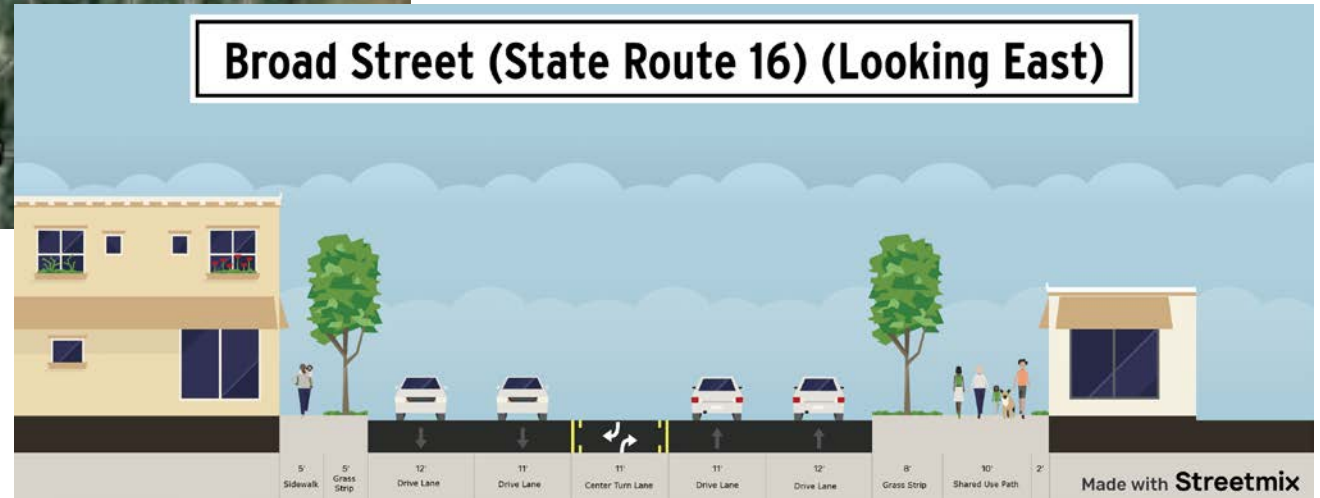 Broad Street (State Route 16) (Looking East)
5' 5' 12' 11' 11' 11' 12' 8' 10' 2'
Sidewalk Grass Strip Drive Lane Drive Lane Center Turn Lane Drive Lane Drive Lane Grass Strip Shared Use Path
Made with Streetmix